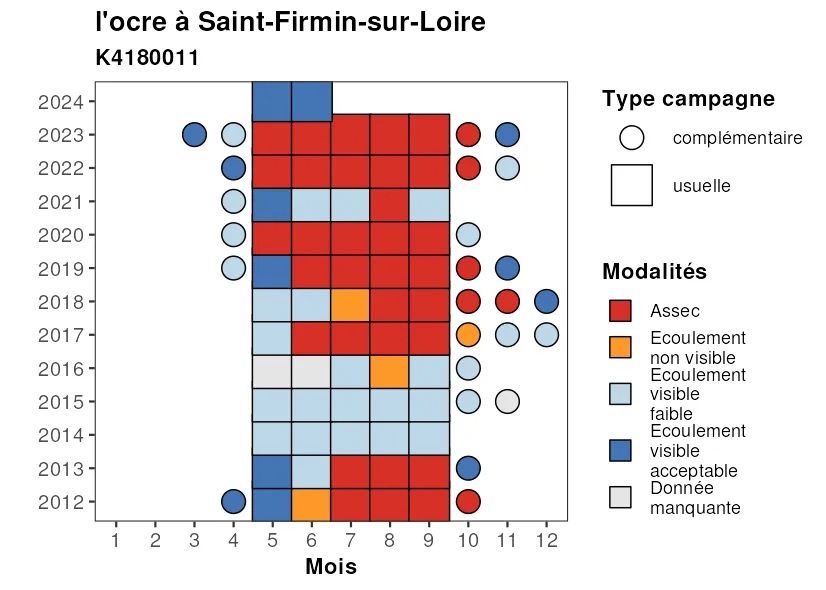 l'ocre à Saint-Firmin-sur-Loire
K4180011
2024
2023
2022
2021
2020
2019
2018
2017
2016
2015
2014
2013
2012
1 2 3 4 5 6 7 8 9 10 11 12
Mois
Type campagne
complémentaire
usuelle
Modalités
Assec
Ecoulement
non visible
Ecoulement
visible
faible
Ecoulement
visible
acceptable
Donnée
manquante